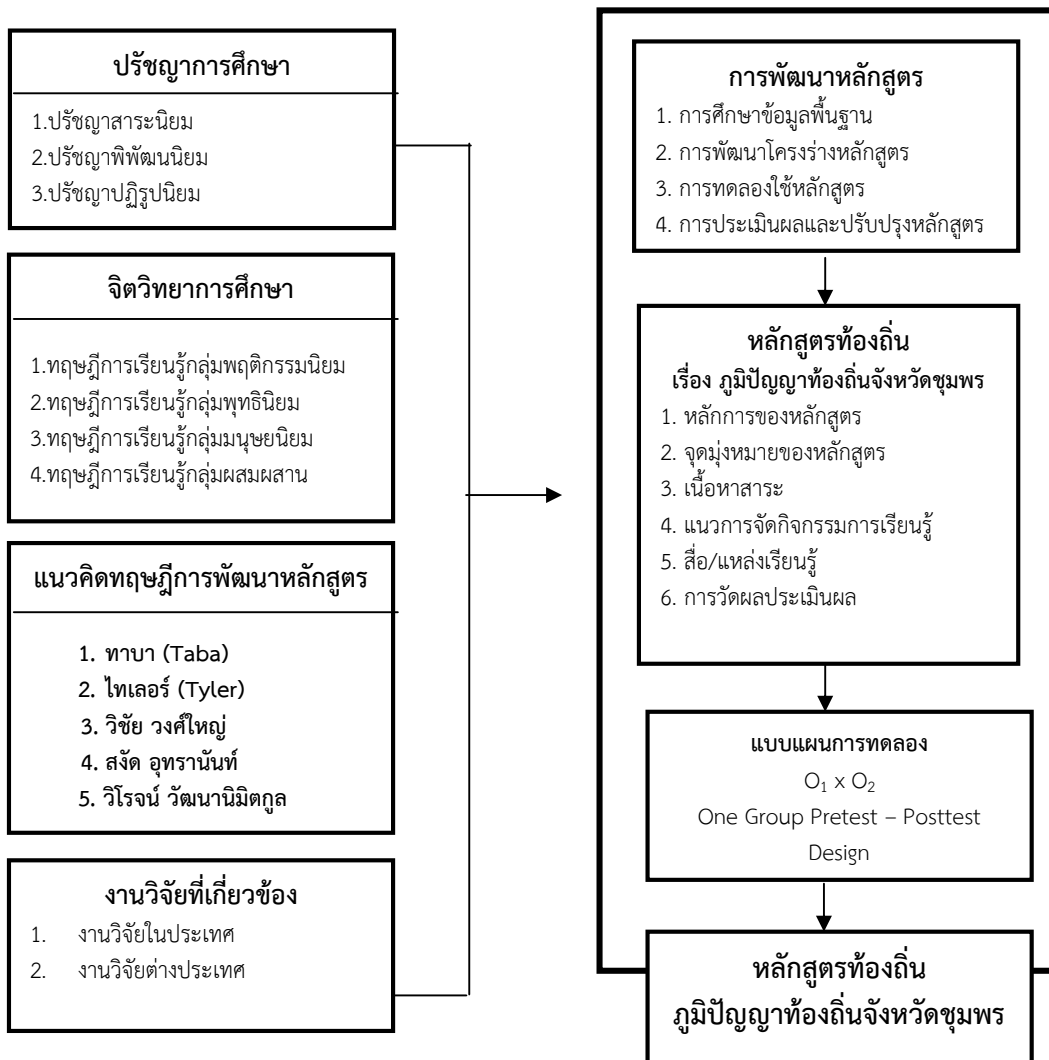 ปรัชญาการศึกษา
1.ปรัชญาสาระนิยม
2.ปรัชญาพิพัฒนนิยม
3.ปรัชญาปฏิรูปนิยม
จิตวิทยาการศึกษา
1.ทฤษฎีการเรียนรู้กลุ่มพฤติกรรมนิยม
2.ทฤษฎีการเรียนรู้กลุ่มพุทธินิยม
3.ทฤษฎีการเรียนรู้กลุ่มมนุษยนิยม
4.ทฤษฎีการเรียนรู้กลุ่มผสมผสาน
แนวคิดทฤษฎีการพัฒนาหลักสูตร
1. ทาบา (Taba)
2. ไทเลอร์ (Tyler)
3. วิชัย วงศ์ใหญ่
4. สงัด อุทรานันท์
5. วิโรจน์ วัฒนานิมิตกูล
งานวิจัยที่เกี่ยวข้อง
1. งานวิจัยในประเทศ
2. งานวิจัยต่างประเทศ
การพัฒนาหลักสูตร
1. การศึกษาข้อมูลพื้นฐาน
2. การพัฒนาโครงร่างหลักสูตร
3. การทดลองใช้หลักสูตร
4. การประเมินผลและปรับปรุงหลักสูตร
หลักสูตรท้องถิ่น
เรื่อง ภูมิปัญญาท้องถิ่นจังหวัดชุมพร
1. หลักการของหลักสูตร
2. จุดมุ่งหมายของหลักสูตร
3. เนื้อหาสาระ
4. แนวการจัดกิจกรรมการเรียนรู้
5. สื่อ/แหล่งเรียนรู้
6. การวัดผลประเมินผล
แบบแผนการทดลอง
O₁ x O₂
One Group Pretest – Posttest
Design
หลักสูตรท้องถิ่น
ภูมิปัญญาท้องถิ่นจังหวัดชุมพร